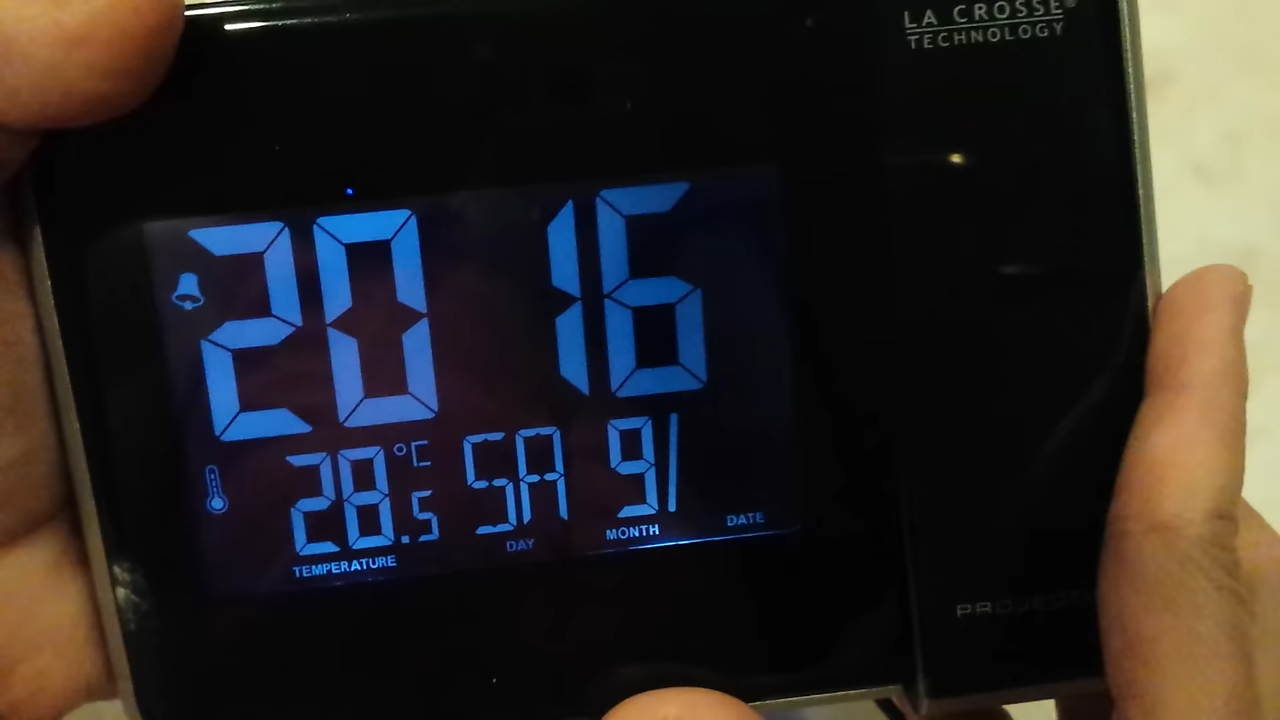 LA CROSSE®
TECHNOLOGY
20 16
28.5 °C SA 9/
TEMPERATURE DAY MONTH DATE